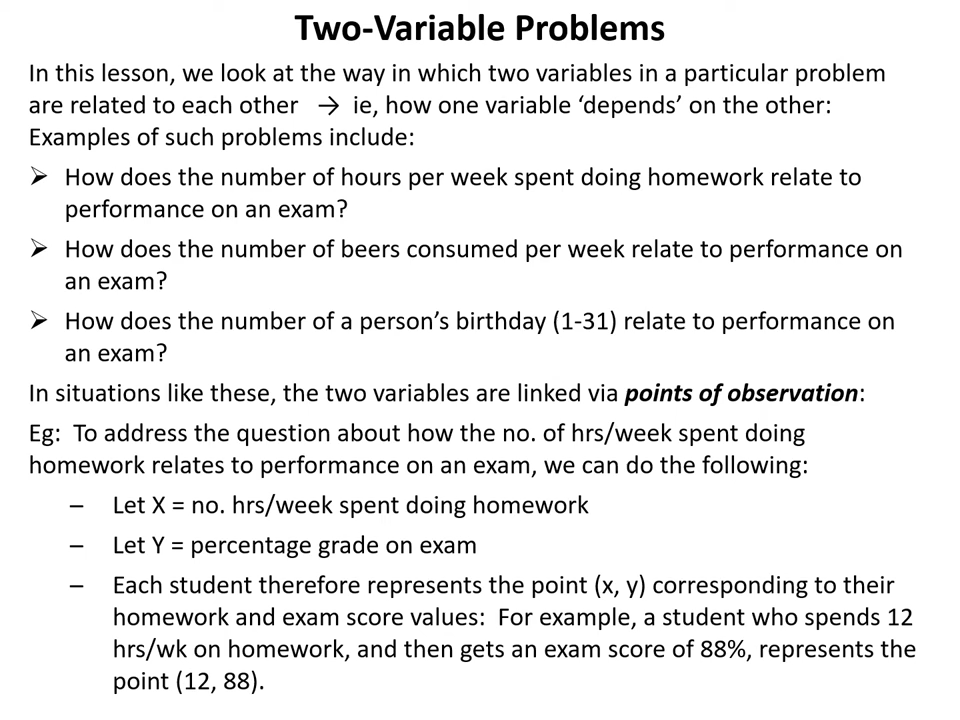 Two-Variable Problems
In this lesson, we look at the way in which two variables in a particular problem
are related to each other → ie, how one variable ‘depends’ on the other:
Examples of such problems include:
➢ How does the number of hours per week spent doing homework relate to
performance on an exam?
➢ How does the number of beers consumed per week relate to performance on
an exam?
➢ How does the number of a person’s birthday (1-31) relate to performance on
an exam?
In situations like these, the two variables are linked via points of observation:
Eg: To address the question about how the no. of hrs/week spent doing
homework relates to performance on an exam, we can do the following:
– Let X = no. hrs/week spent doing homework
– Let Y = percentage grade on exam
– Each student therefore represents the point (x, y) corresponding to their
homework and exam score values: For example, a student who spends 12
hrs/wk on homework, and then gets an exam score of 88%, represents the
point (12, 88).